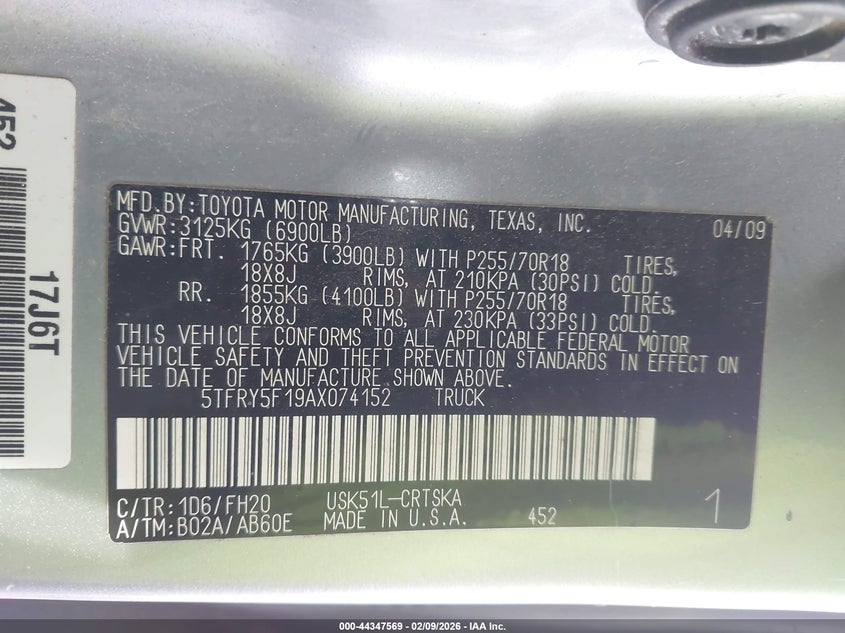 452
17J6T
MFD.BY:TOYOTA MOTOR MANUFACTURING, TEXAS, INC. 04/09
GVWR:3125KG (6900LB)
GAWR:FRT. 1765KG (3900LB) WITH P255/70R18 TIRES,
18X8J RIMS, AT 210KPA (30PSI) COLD.
RR. 1855KG (4100LB) WITH P255/70R18 TIRES,
18X8J RIMS, AT 230KPA (33PSI) COLD.
THIS VEHICLE CONFORMS TO ALL APPLICABLE FEDERAL MOTOR
VEHICLE SAFETY AND THEFT PREVENTION STANDARDS IN EFFECT ON
THE DATE OF MANUFACTURE SHOWN ABOVE.
5TFRY5F19AX074152 TRUCK
C/TR:1D6/FH20 USK51L-CRTSKA
A/TM:B02A/AB60E MADE IN U.S.A. 452 1
000-44347569 | 02/09/2026 - IAA Inc.